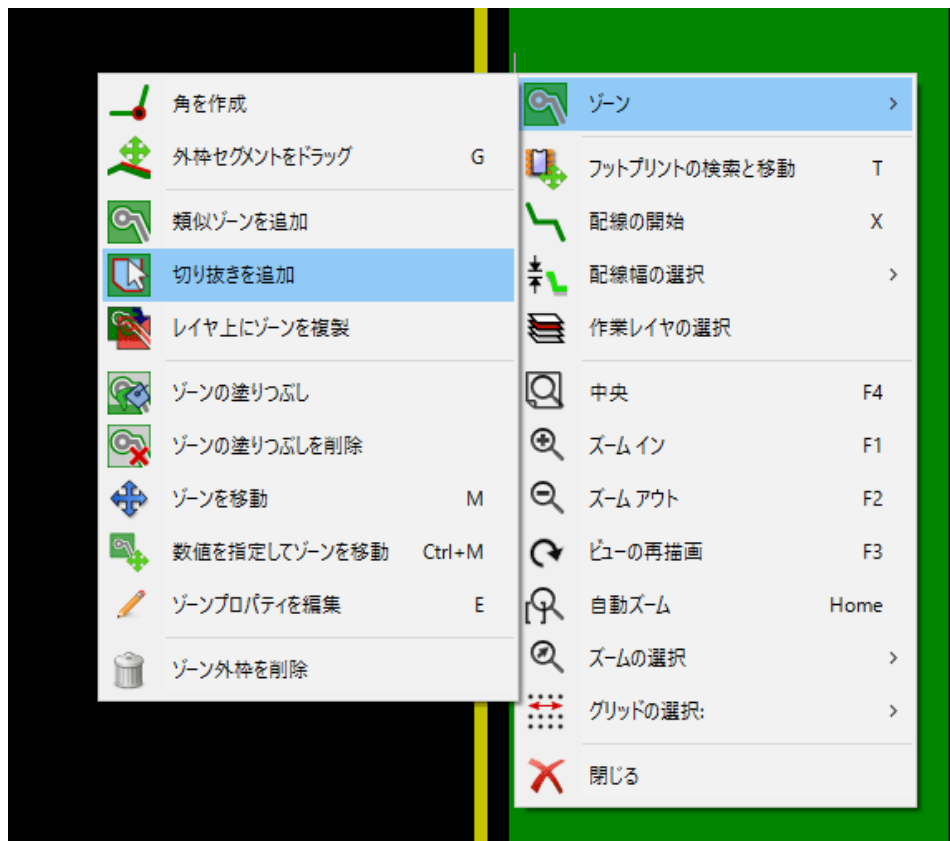 角を作成
外枠セグメントをドラッグ G
類似ゾーンを追加
切り抜きを追加
レイヤ上にゾーンを複製
ゾーンの塗りつぶし
ゾーンの塗りつぶしを削除
ゾーンを移動 M
数値を指定してゾーンを移動 Ctrl+M
ゾーンプロパティを編集 E
ゾーン外枠を削除
ゾーン
フットプリントの検索と移動 T
配線の開始 X
配線幅の選択
作業レイヤの選択
中央 F4
ズーム イン F1
ズーム アウト F2
ビューの再描画 F3
自動ズーム Home
ズームの選択
グリッドの選択:
閉じる